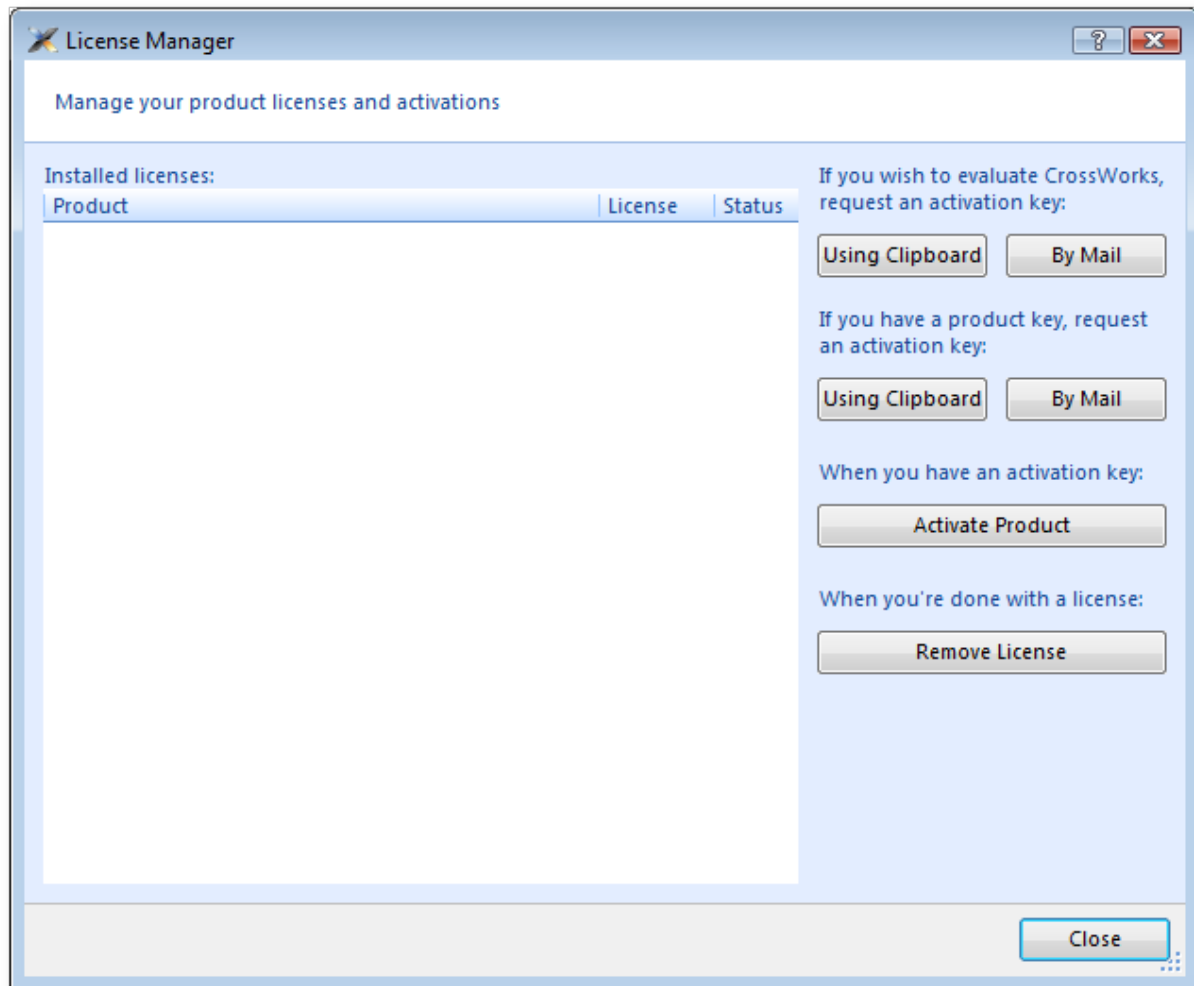 License Manager
Manage your product licenses and activations
Installed licenses:
Product License Status
If you wish to evaluate CrossWorks,
request an activation key:
Using Clipboard By Mail
If you have a product key, request
an activation key:
Using Clipboard By Mail
When you have an activation key:
Activate Product
When you're done with a license:
Remove License
Close